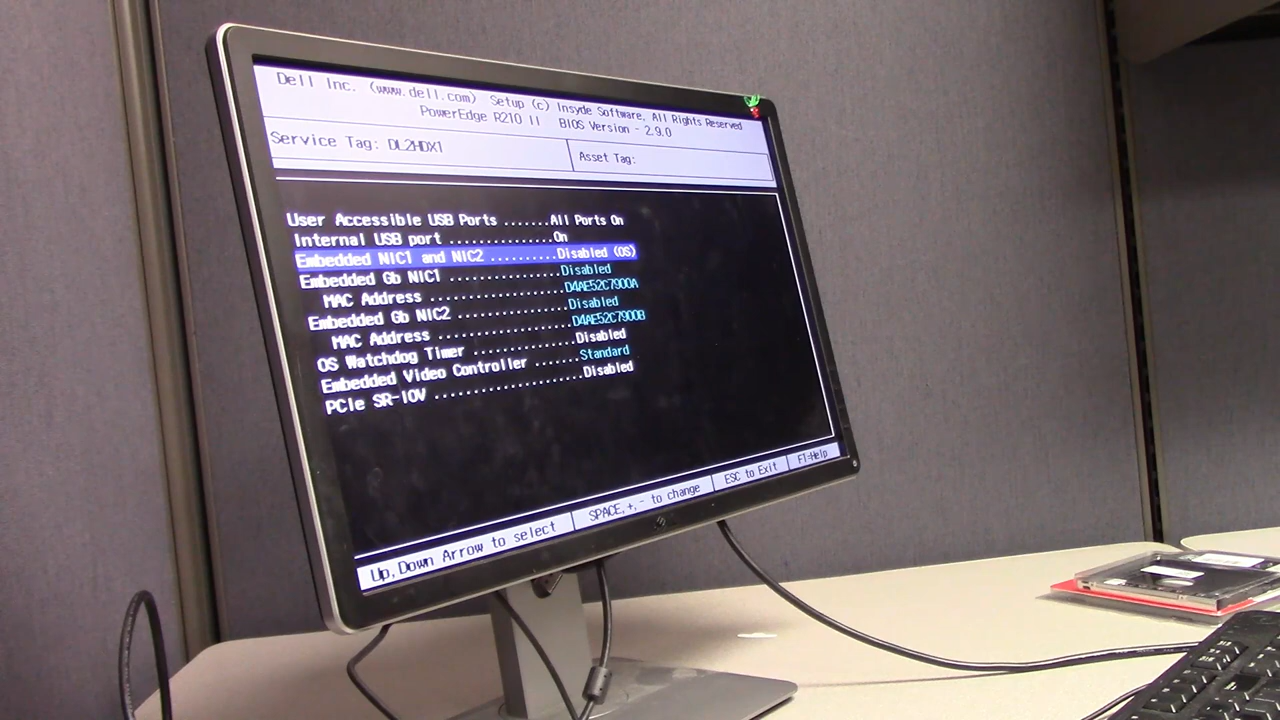 Dell Inc. (www.dell.com) Setup (c) Insyde Software, All Rights Reserved
PowerEdge R210 II BIOS Version - 2.9.0
Service Tag: DL2HDX1 Asset Tag:
User Accessible USB Ports .......All Ports On
Internal USB port ...............On
Embedded NIC1 and NIC2 ..........Disabled (OS)
Embedded Gb NIC1 ................Disabled
MAC Address ....................D4AE52C7900A
Embedded Gb NIC2 ...............Disabled
MAC Address ...................D4AE52C7900B
OS Watchdog Timer ...............Disabled
Embedded Video Controller .......Standard
PCIe SR-IOV ......................Disabled
Up,Down Arrow to select SPACE,+,- to change ESC to Exit F1=Help